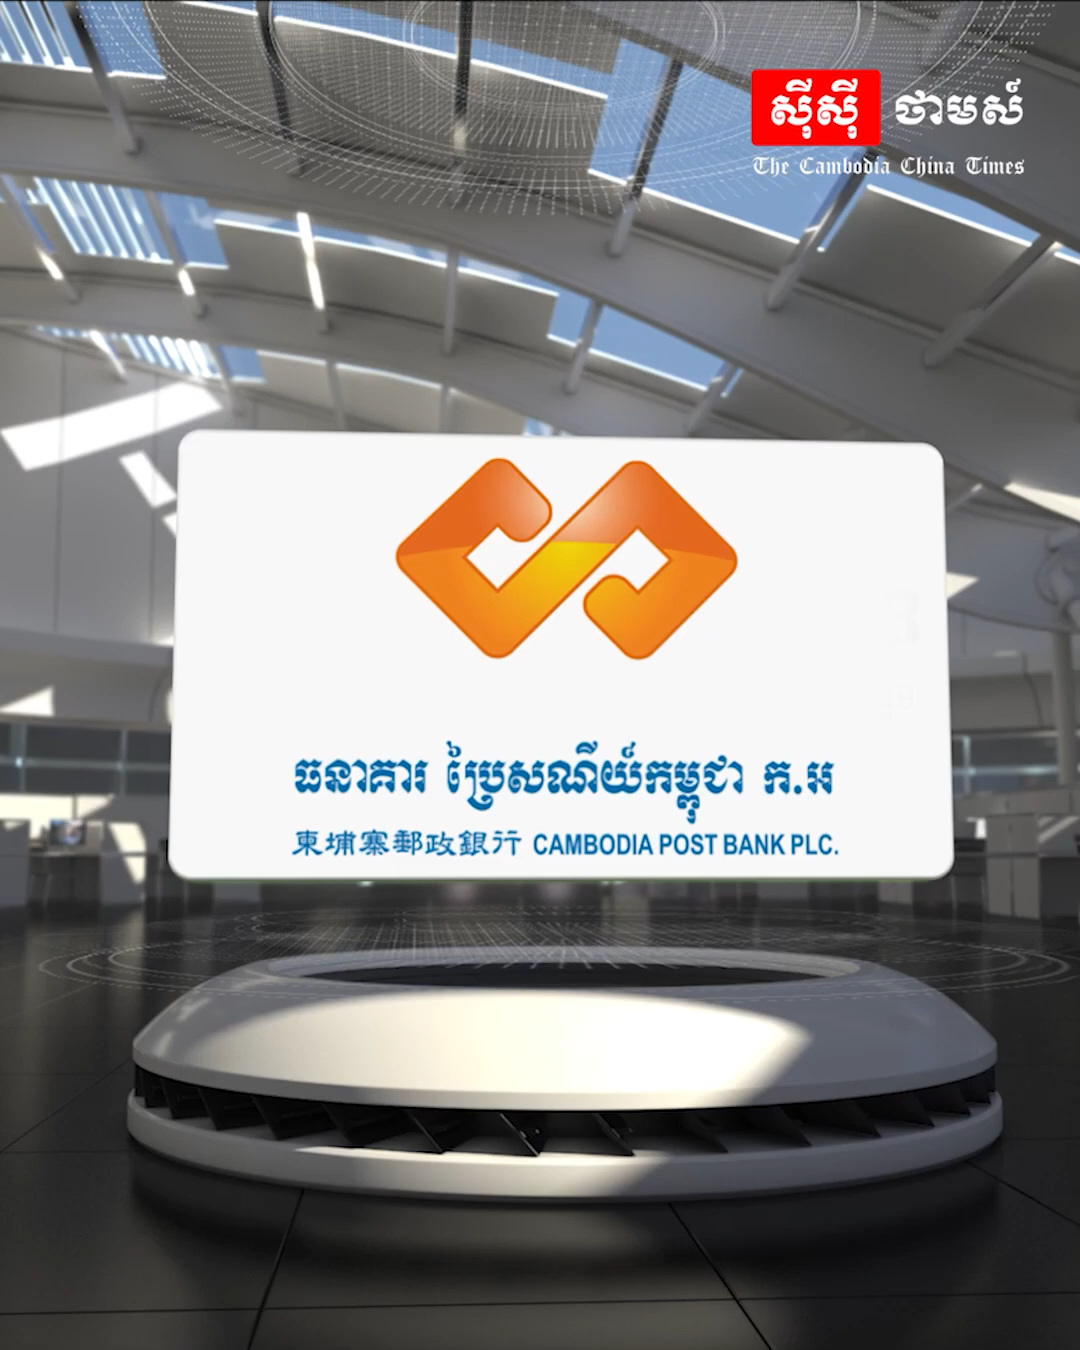 ស៊ីស៊ី ថាមស៍
The Cambodia China Times
ធនាគារ ប្រៃសណីយ៍កម្ពុជា ក.អ
柬埔寨郵政銀行 CAMBODIA POST BANK PLC.